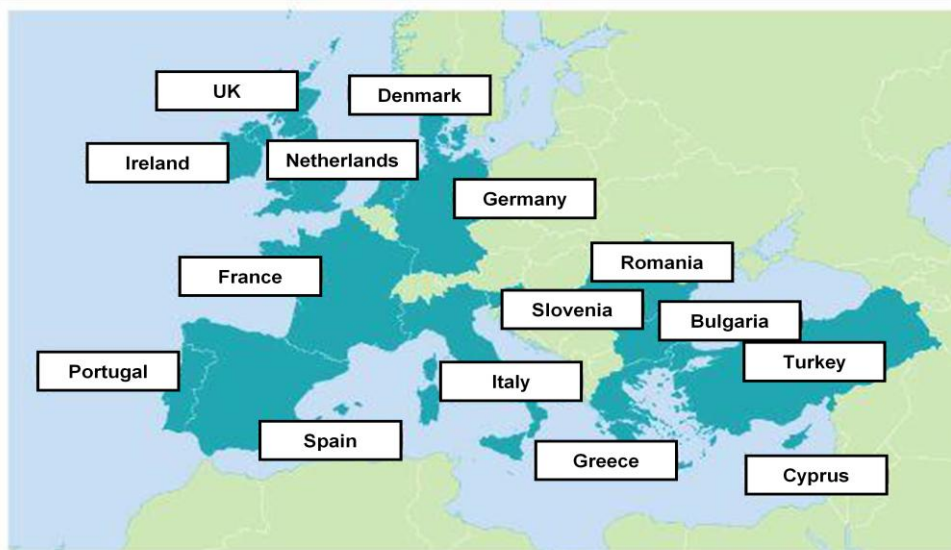 UK
Denmark
Ireland
Netherlands
Germany
France
Romania
Slovenia
Bulgaria
Portugal
Italy
Turkey
Spain
Greece
Cyprus